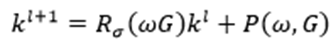 k^{l+1} = R_σ(ωG)k^l + P(ω, G)